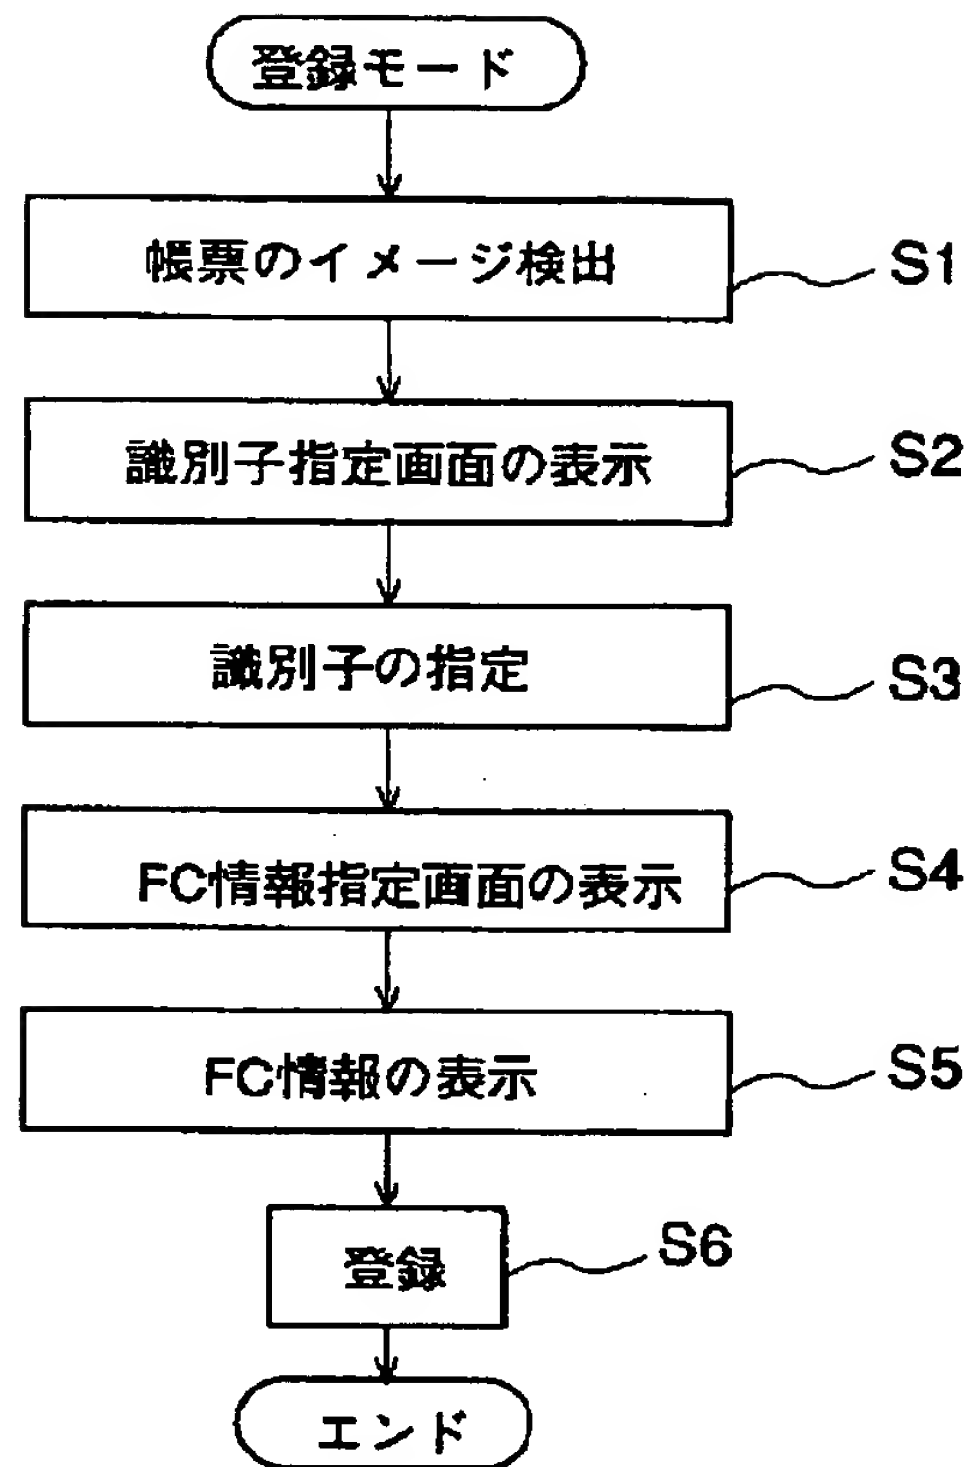 登録モード
帳票のイメージ検出
S1
識別子指定画面の表示
S2
識別子の指定
S3
FC情報指定画面の表示
S4
FC情報の表示
S5
登録
S6
エンド